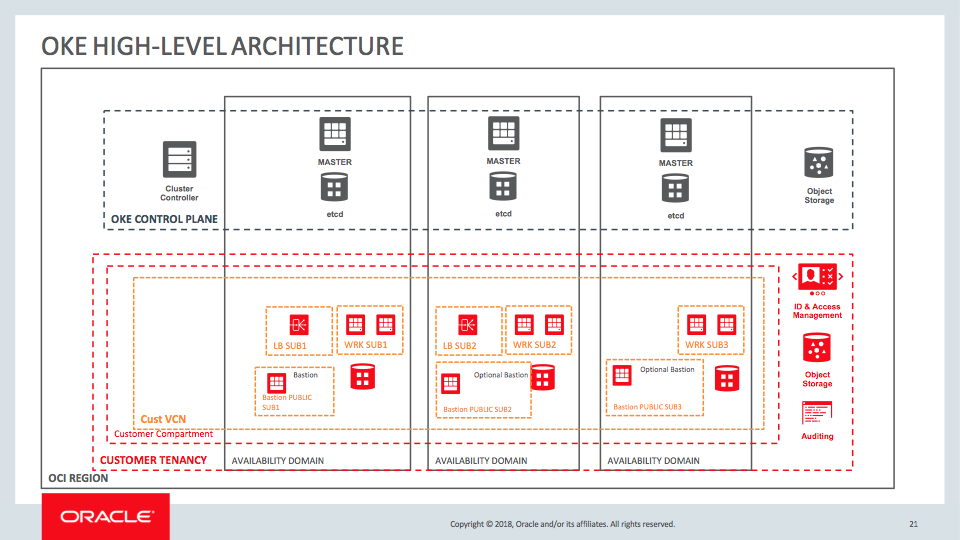 OKE HIGH-LEVEL ARCHITECTURE
MASTER
MASTER
MASTER
Cluster
Controller
etcd
etcd
etcd
Object
Storage
OKE CONTROL PLANE
ID & Access
Management
LB SUB1
WRK SUB1
LB SUB2
WRK SUB2
WRK SUB3
Bastion
Bastion PUBLIC
SUB1
Optional Bastion
Bastion PUBLIC SUB2
Optional Bastion
Bastion PUBLIC SUB3
Object
Storage
Cust VCN
Customer Compartment
Auditing
CUSTOMER TENANCY
AVAILABILITY DOMAIN
AVAILABILITY DOMAIN
AVAILABILITY DOMAIN
OCI REGION
ORACLE®
Copyright © 2018, Oracle and/or its affiliates. All rights reserved.
21